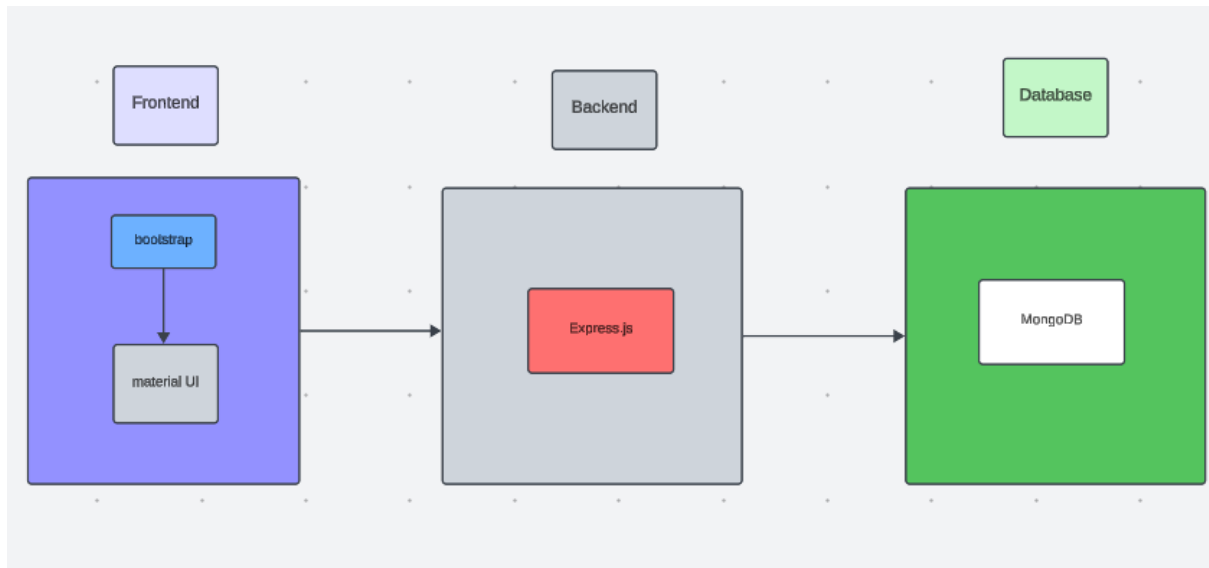 Frontend
Backend
Database
bootstrap
material UI
Express.js
MongoDB